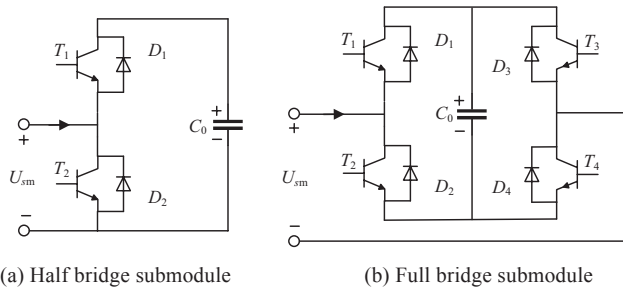 T1
D1
C0
+
−
+
Usm
T2
D2
−
(a) Half bridge submodule
T1
D1
D3
T3
C0
+
−
+
Usm
T2
D2
D4
T4
−
(b) Full bridge submodule